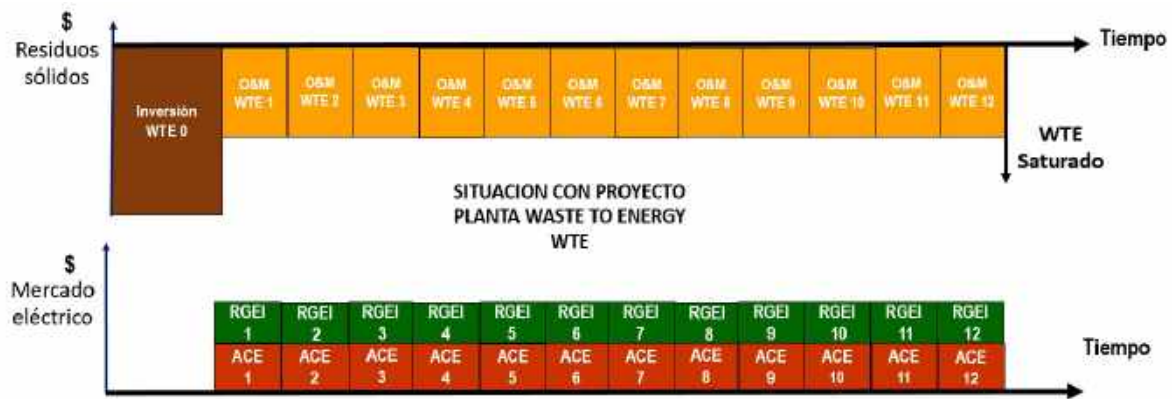 $
Residuos
sólidos
Tiempo
Inversión
WTE 0
O&M
WTE 1
O&M
WTE 2
O&M
WTE 3
O&M
WTE 4
O&M
WTE 5
O&M
WTE 6
O&M
WTE 7
O&M
WTE 8
O&M
WTE 9
O&M
WTE 10
O&M
WTE 11
O&M
WTE 12
WTE
Saturado
SITUACION CON PROYECTO
PLANTA WASTE TO ENERGY
WTE
$
Mercado
eléctrico
RGEI
1
RGEI
2
RGEI
3
RGEI
4
RGEI
5
RGEI
6
RGEI
7
RGEI
8
RGEI
9
RGEI
10
RGEI
11
RGEI
12
ACE
1
ACE
2
ACE
3
ACE
4
ACE
5
ACE
6
ACE
7
ACE
8
ACE
9
ACE
10
ACE
11
ACE
12
Tiempo